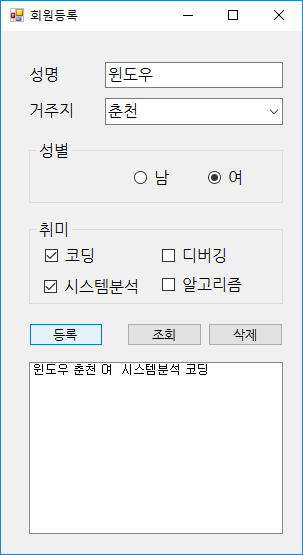 회원등록
성명 윈도우
거주지 춘천
성별
남 여
취미
코딩 디버깅
시스템분석 알고리즘
등록 조회 삭제
윈도우 춘천 여 시스템분석 코딩